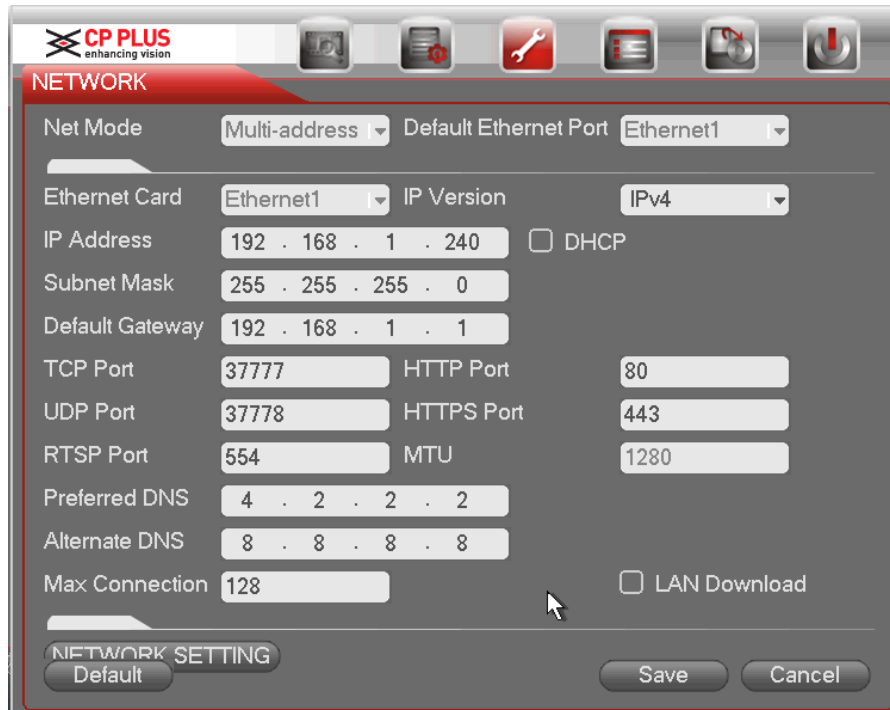 CP PLUS
enhancing vision
NETWORK
Net Mode Multi-address Default Ethernet Port Ethernet1
Ethernet Card Ethernet1 IP Version IPv4
IP Address 192 . 168 . 1 . 240 DHCP
Subnet Mask 255 . 255 . 255 . 0
Default Gateway 192 . 168 . 1 . 1
TCP Port 37777 HTTP Port 80
UDP Port 37778 HTTPS Port 443
RTSP Port 554 MTU 1280
Preferred DNS 4 . 2 . 2 . 2
Alternate DNS 8 . 8 . 8 . 8
Max Connection 128 LAN Download
NETWORK SETTING
Default Save Cancel